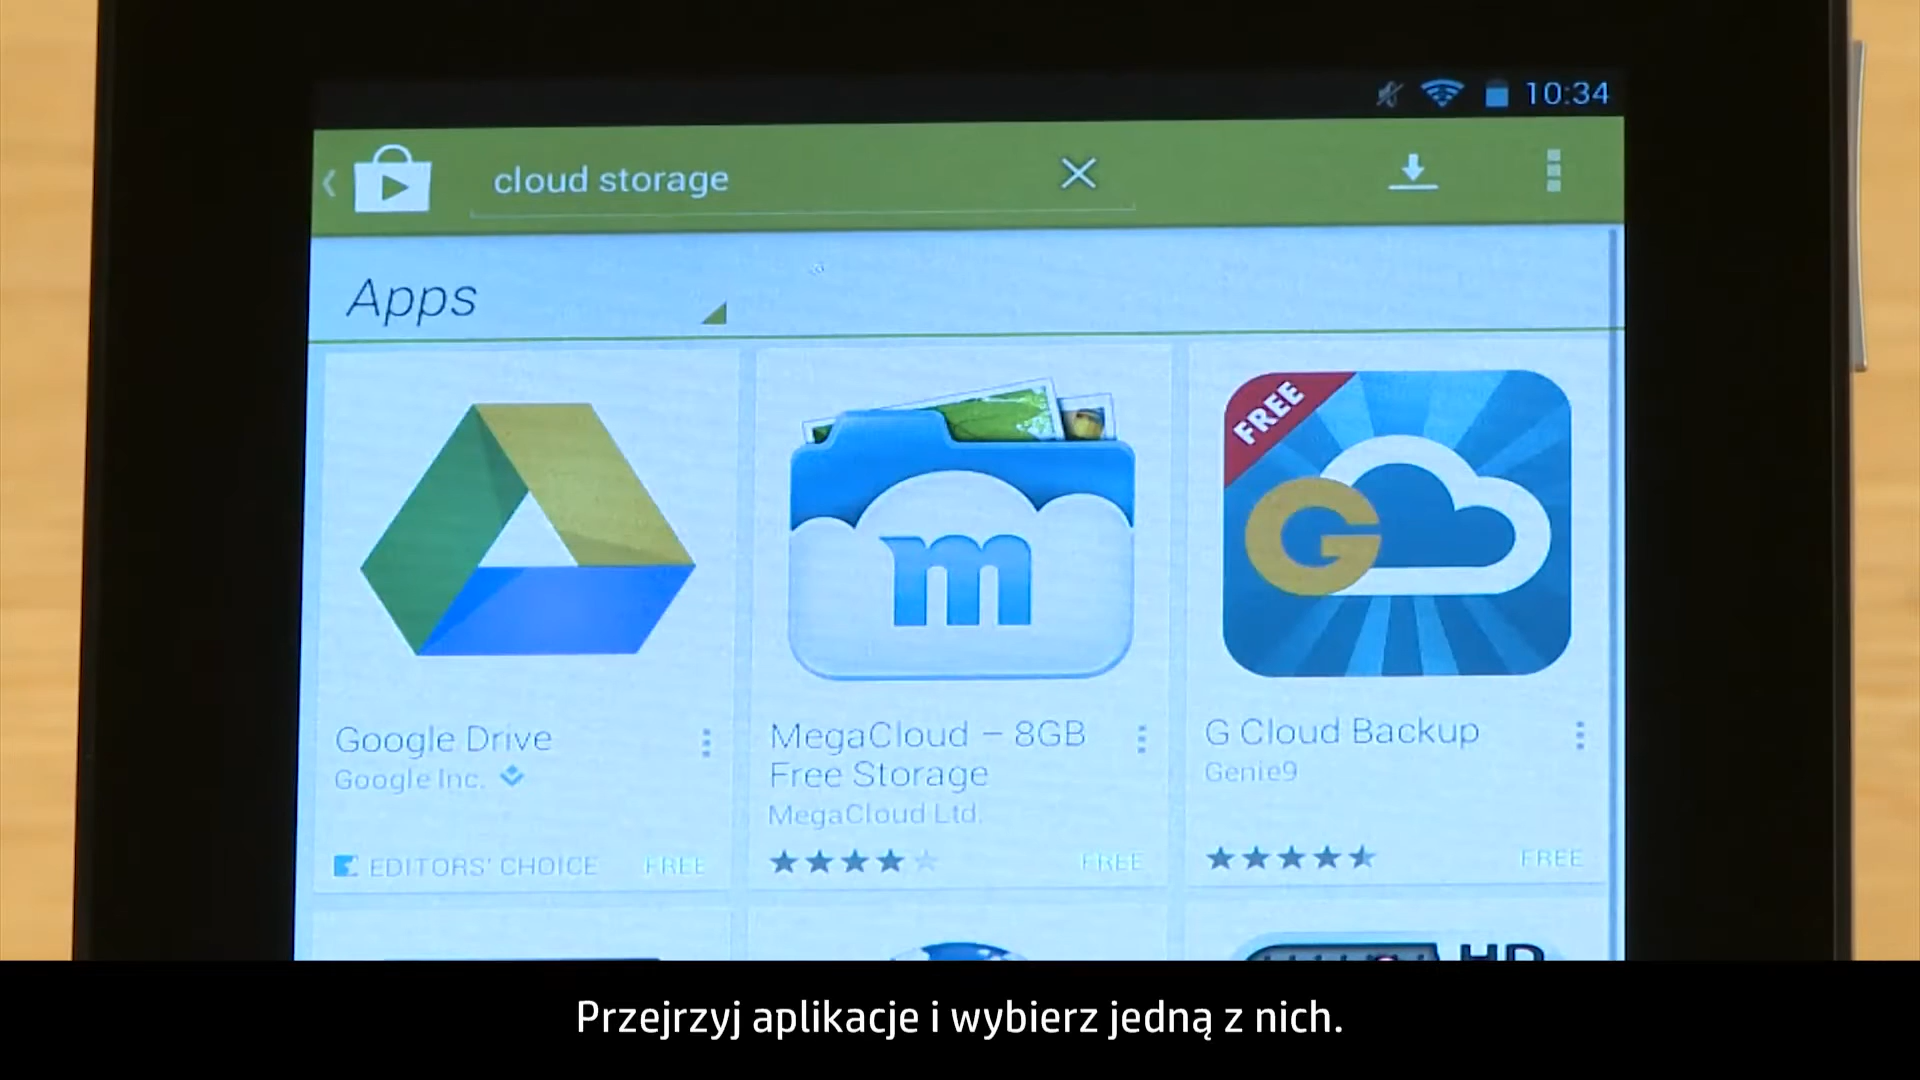 10:34
cloud storage
Apps
FREE
m
G
Google Drive
Google Inc.
EDITORS' CHOICE FREE
MegaCloud – 8GB
Free Storage
MegaCloud Ltd.
FREE
G Cloud Backup
Genie9
FREE
HD
Przejrzyj aplikacje i wybierz jedną z nich.